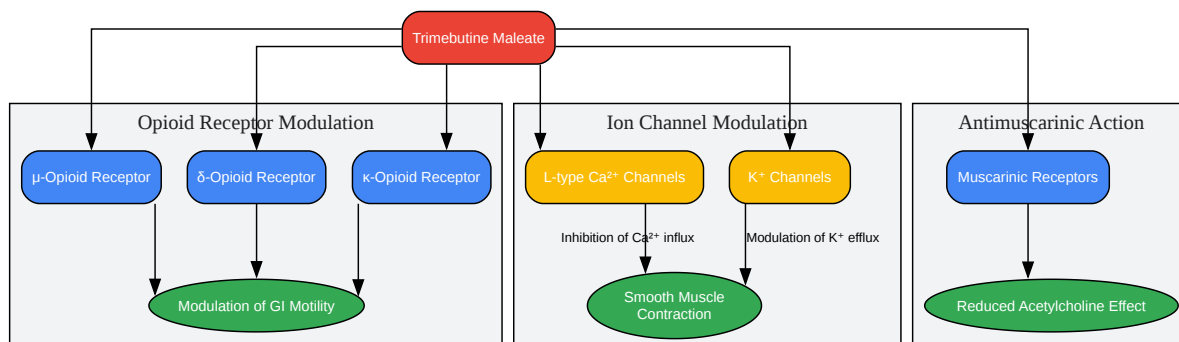 Trimebutine Maleate
Opioid Receptor Modulation
Ion Channel Modulation
Antimuscarinic Action
μ-Opioid Receptor
δ-Opioid Receptor
κ-Opioid Receptor
L-type Ca²⁺ Channels
K⁺ Channels
Muscarinic Receptors
Inhibition of Ca²⁺ influx
Modulation of K⁺ efflux
Modulation of GI Motility
Smooth Muscle
Contraction
Reduced Acetylcholine Effect